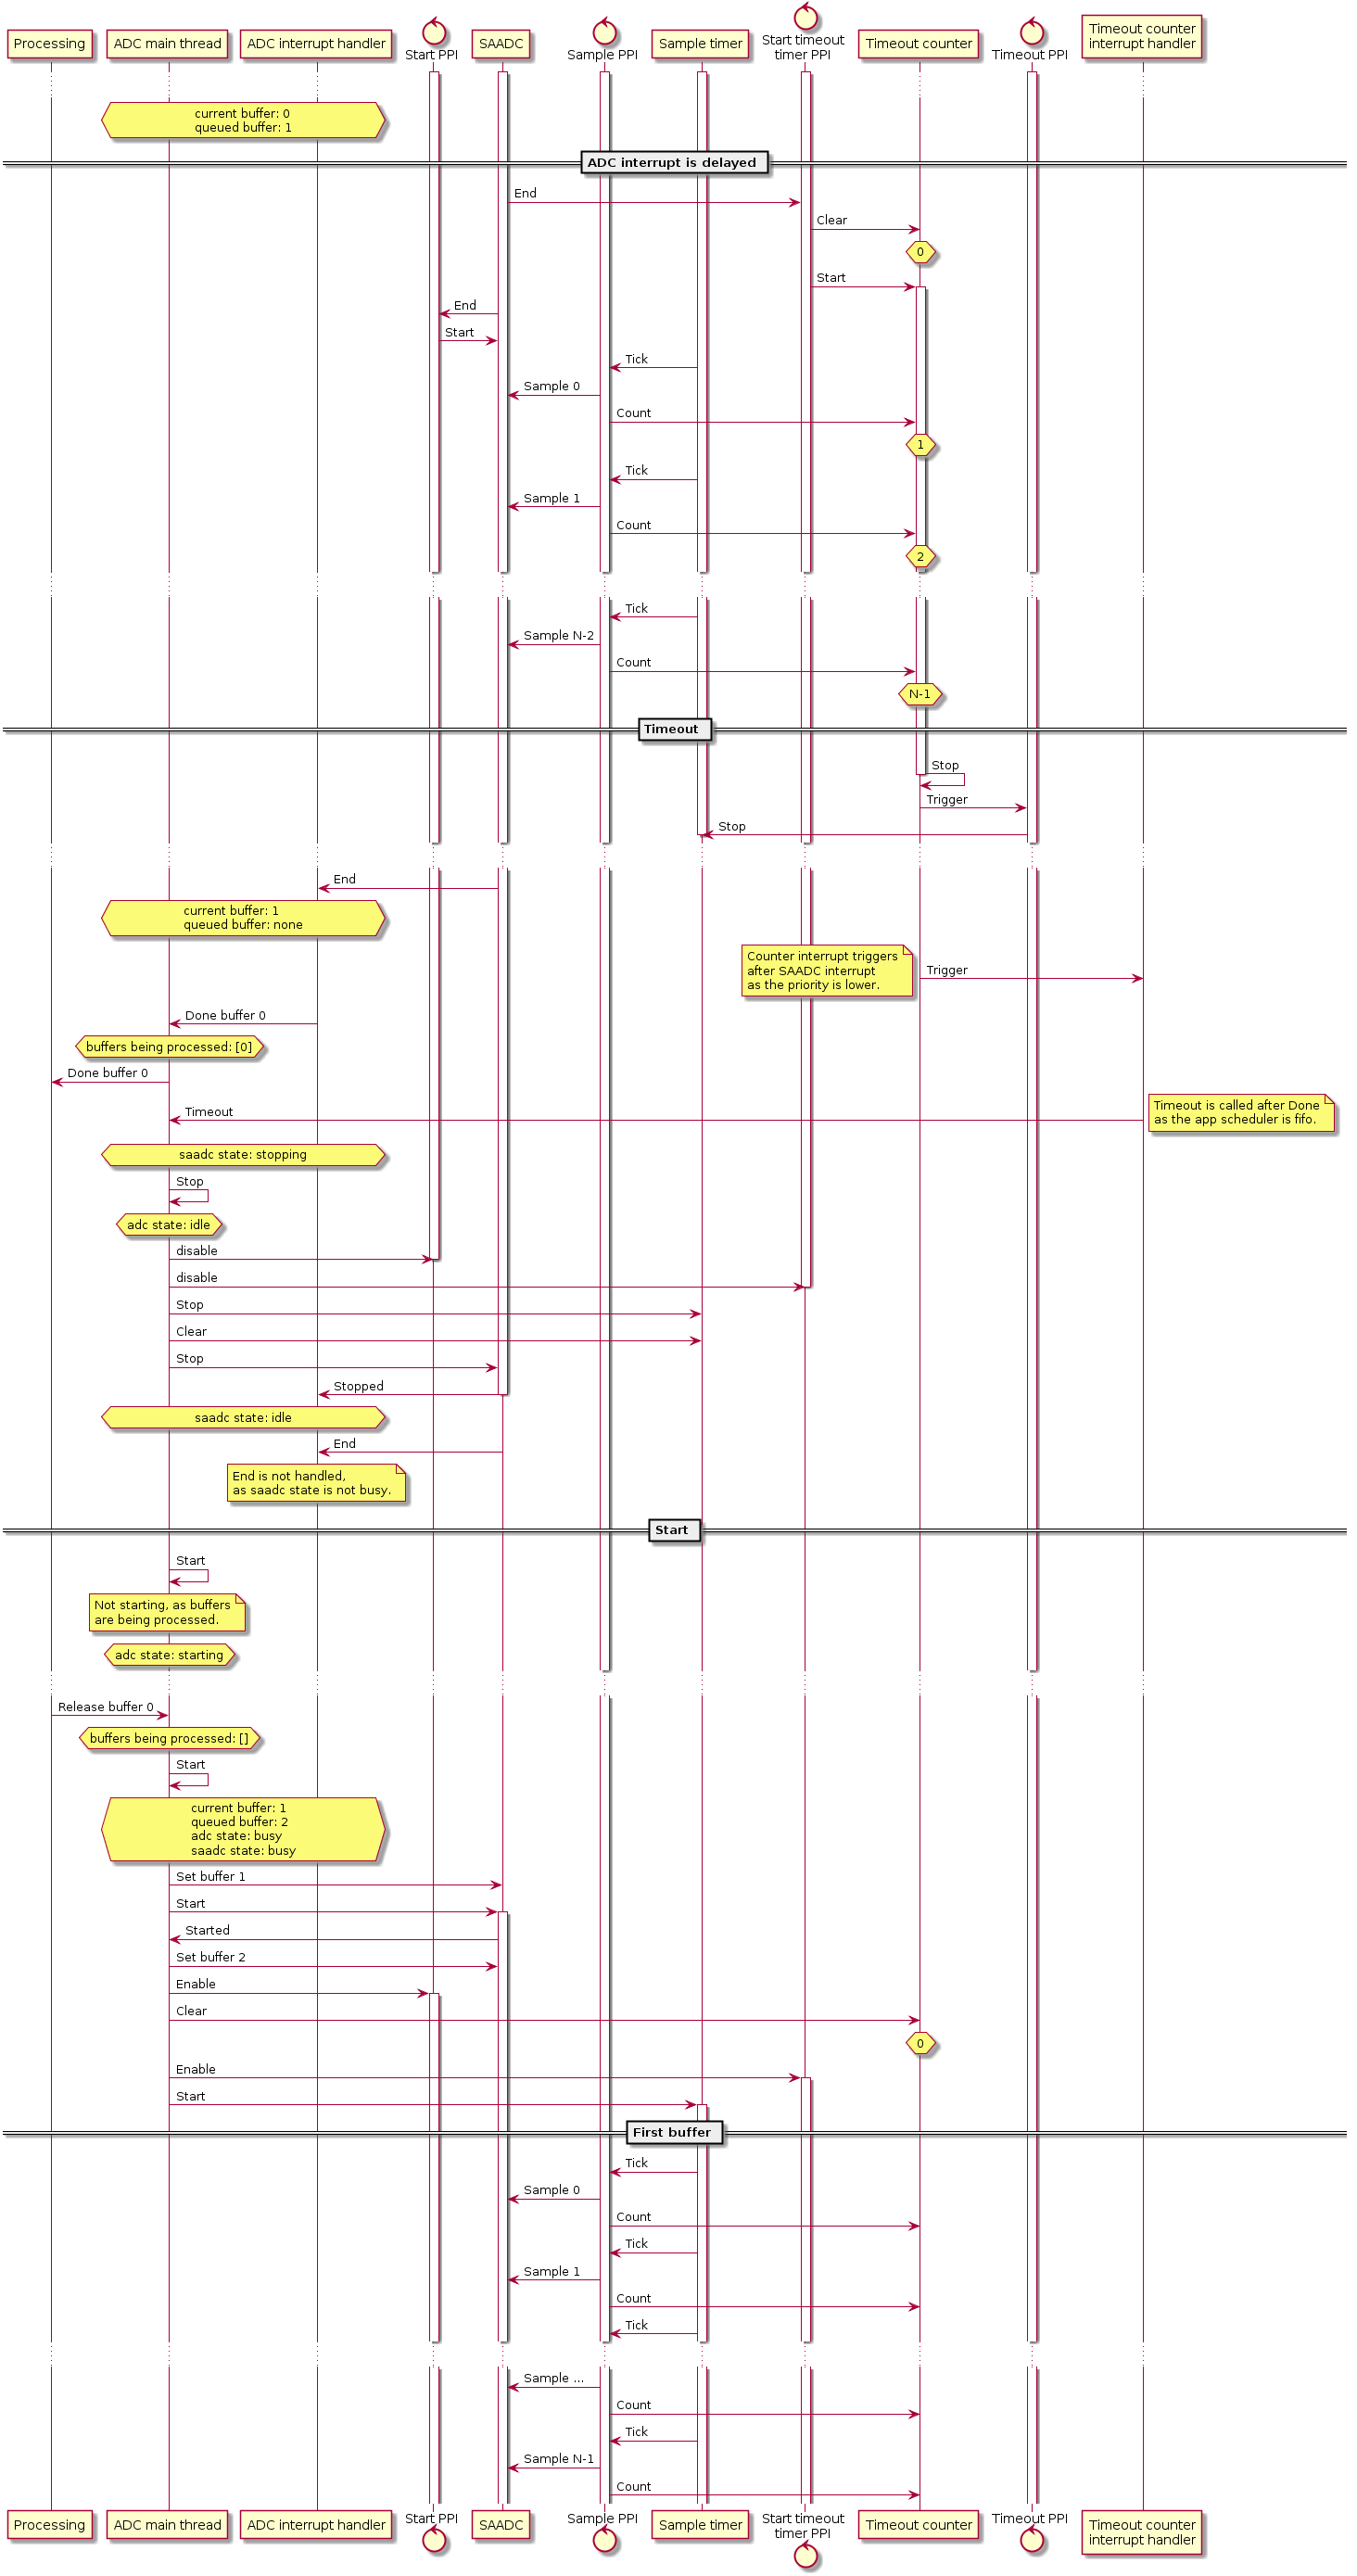 Processing
ADC main thread
ADC interrupt handler
Start PPI
SAADC
Sample PPI
Sample timer
Start timeout
timer PPI
Timeout counter
Timeout PPI
Timeout counter
interrupt handler
current buffer: 0
queued buffer: 1
ADC interrupt is delayed
End
Clear
0
Start
End
Start
Tick
Sample 0
Count
1
Tick
Sample 1
Count
2
Tick
Sample N-2
Count
N-1
Timeout
Stop
Trigger
Stop
End
current buffer: 1
queued buffer: none
Counter interrupt triggers
after SAADC interrupt
as the priority is lower.
Trigger
Done buffer 0
buffers being processed: [0]
Done buffer 0
Timeout
Timeout is called after Done
as the app scheduler is fifo.
saadc state: stopping
Stop
adc state: idle
disable
disable
Stop
Clear
Stop
Stopped
saadc state: idle
End
End is not handled,
as saadc state is not busy.
Start
Start
Not starting, as buffers
are being processed.
adc state: starting
Release buffer 0
buffers being processed: []
Start
current buffer: 1
queued buffer: 2
adc state: busy
saadc state: busy
Set buffer 1
Start
Started
Set buffer 2
Enable
Clear
0
Enable
Start
First buffer
Tick
Sample 0
Count
Tick
Sample 1
Count
Tick
Sample ...
Count
Tick
Sample N-1
Count
Processing
ADC main thread
ADC interrupt handler
Start PPI
SAADC
Sample PPI
Sample timer
Start timeout
timer PPI
Timeout counter
Timeout PPI
Timeout counter
interrupt handler